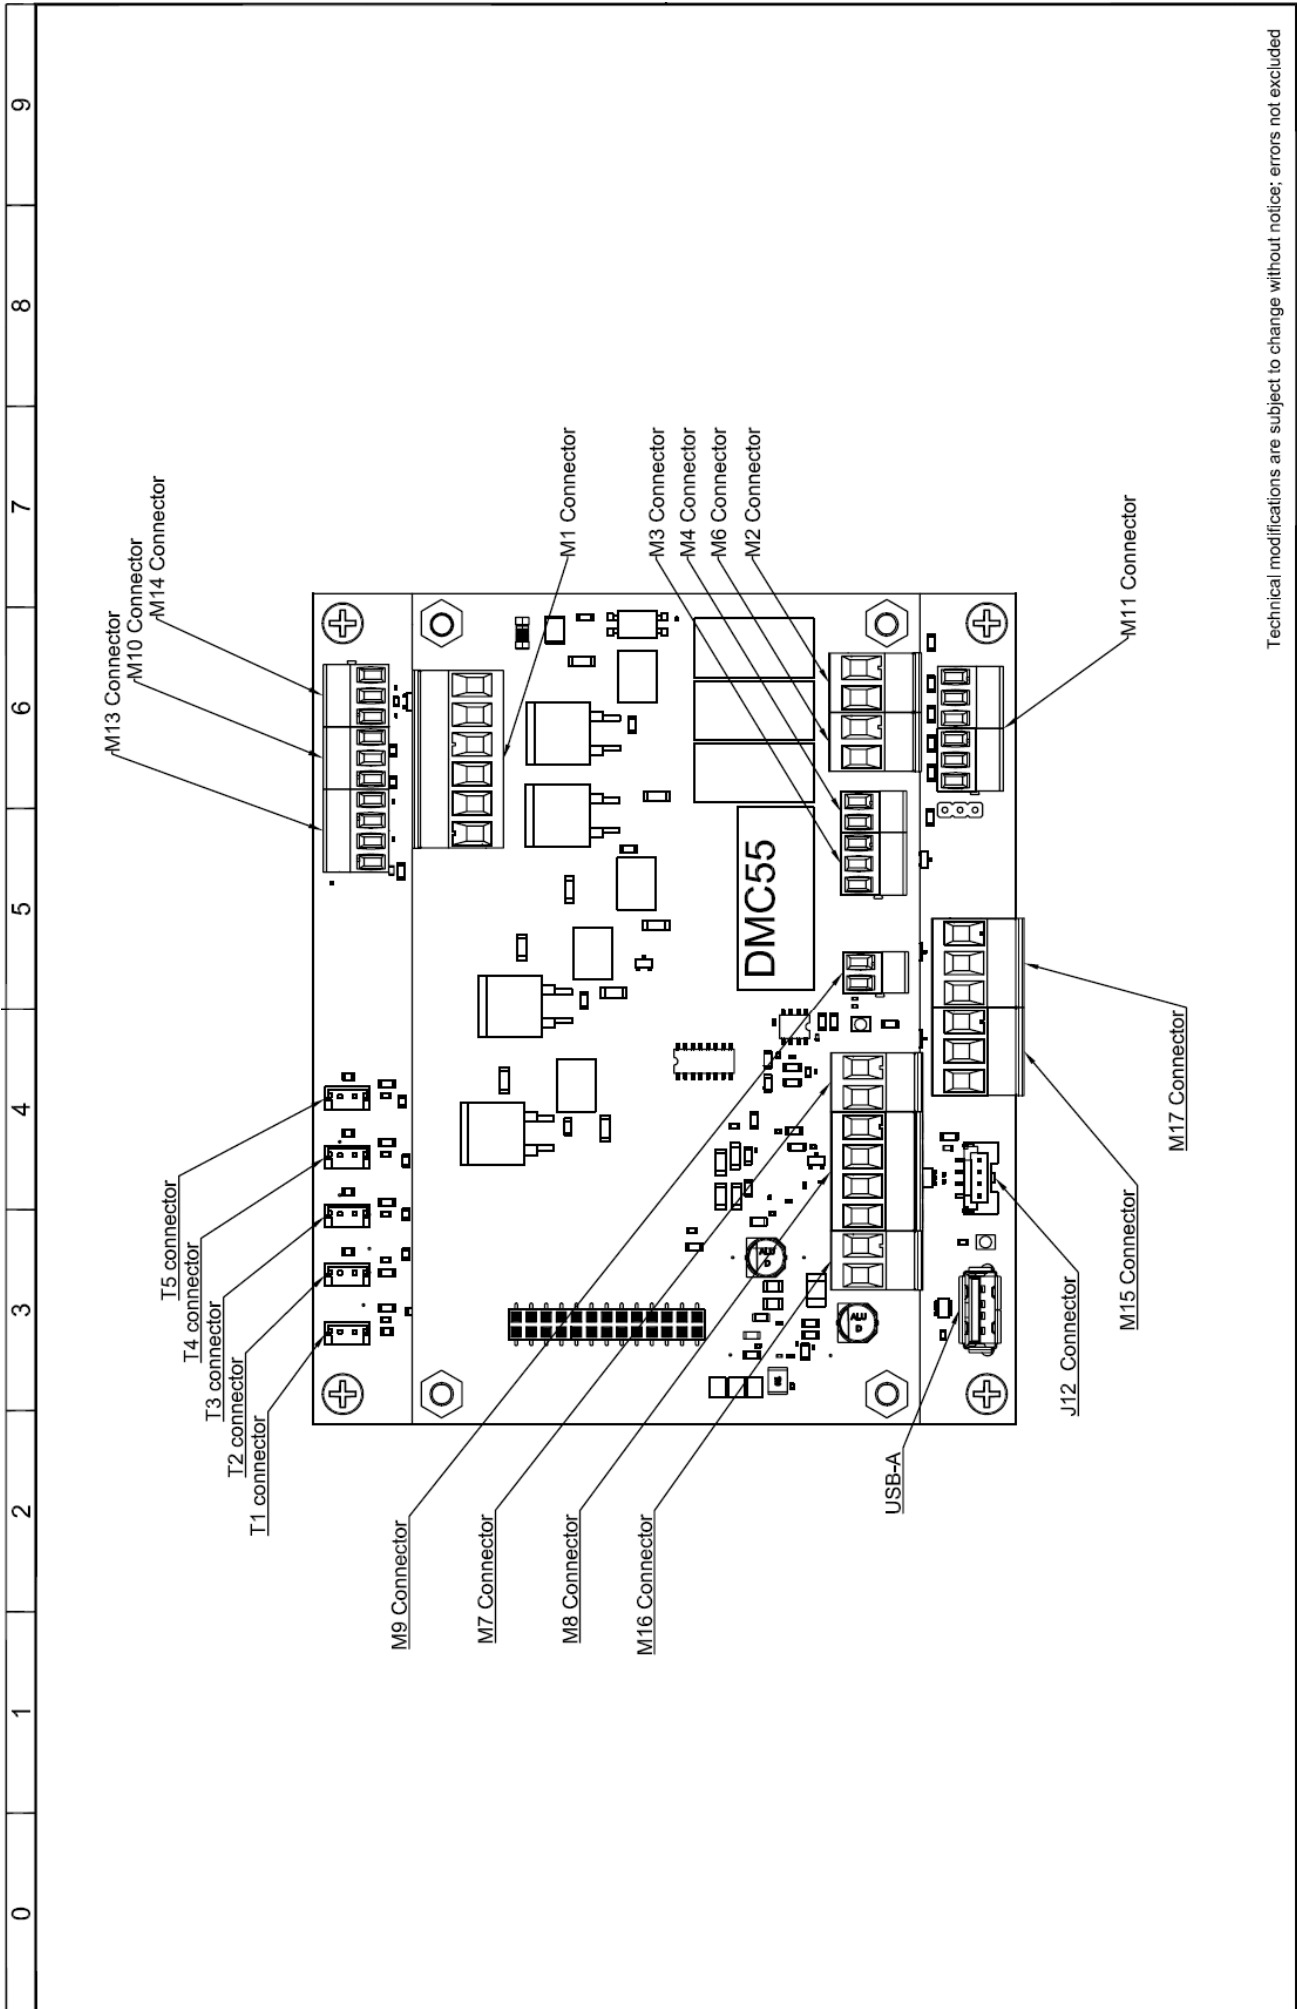 0
1
2
3
4
5
6
7
8
9
M13 Connector
M10 Connector
M14 Connector
T5 connector
T4 connector
T3 connector
T2 connector
T1 connector
M1 Connector
M9 Connector
M7 Connector
M8 Connector
M16 Connector
M3 Connector
M4 Connector
M6 Connector
M2 Connector
DMC55
ALU
D
ALU
D
USB-A
J12 Connector
M15 Connector
M17 Connector
M11 Connector
Technical modifications are subject to change without notice; errors not excluded